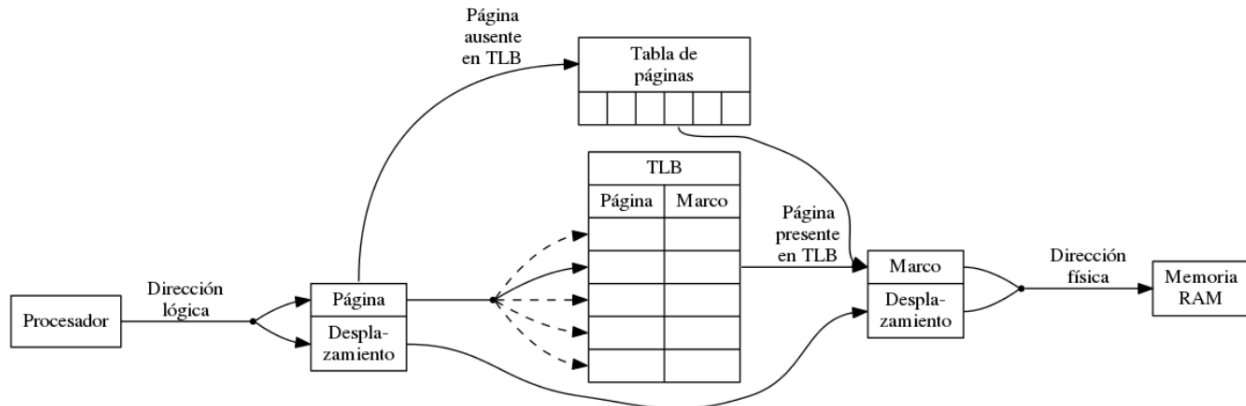 Página
ausente
en TLB
Tabla de
páginas
TLB
Página Marco
Página
presente
en TLB
Procesador
Dirección
lógica
Página
Despla-
zamiento
Marco
Despla-
zamiento
Dirección
física
Memoria
RAM